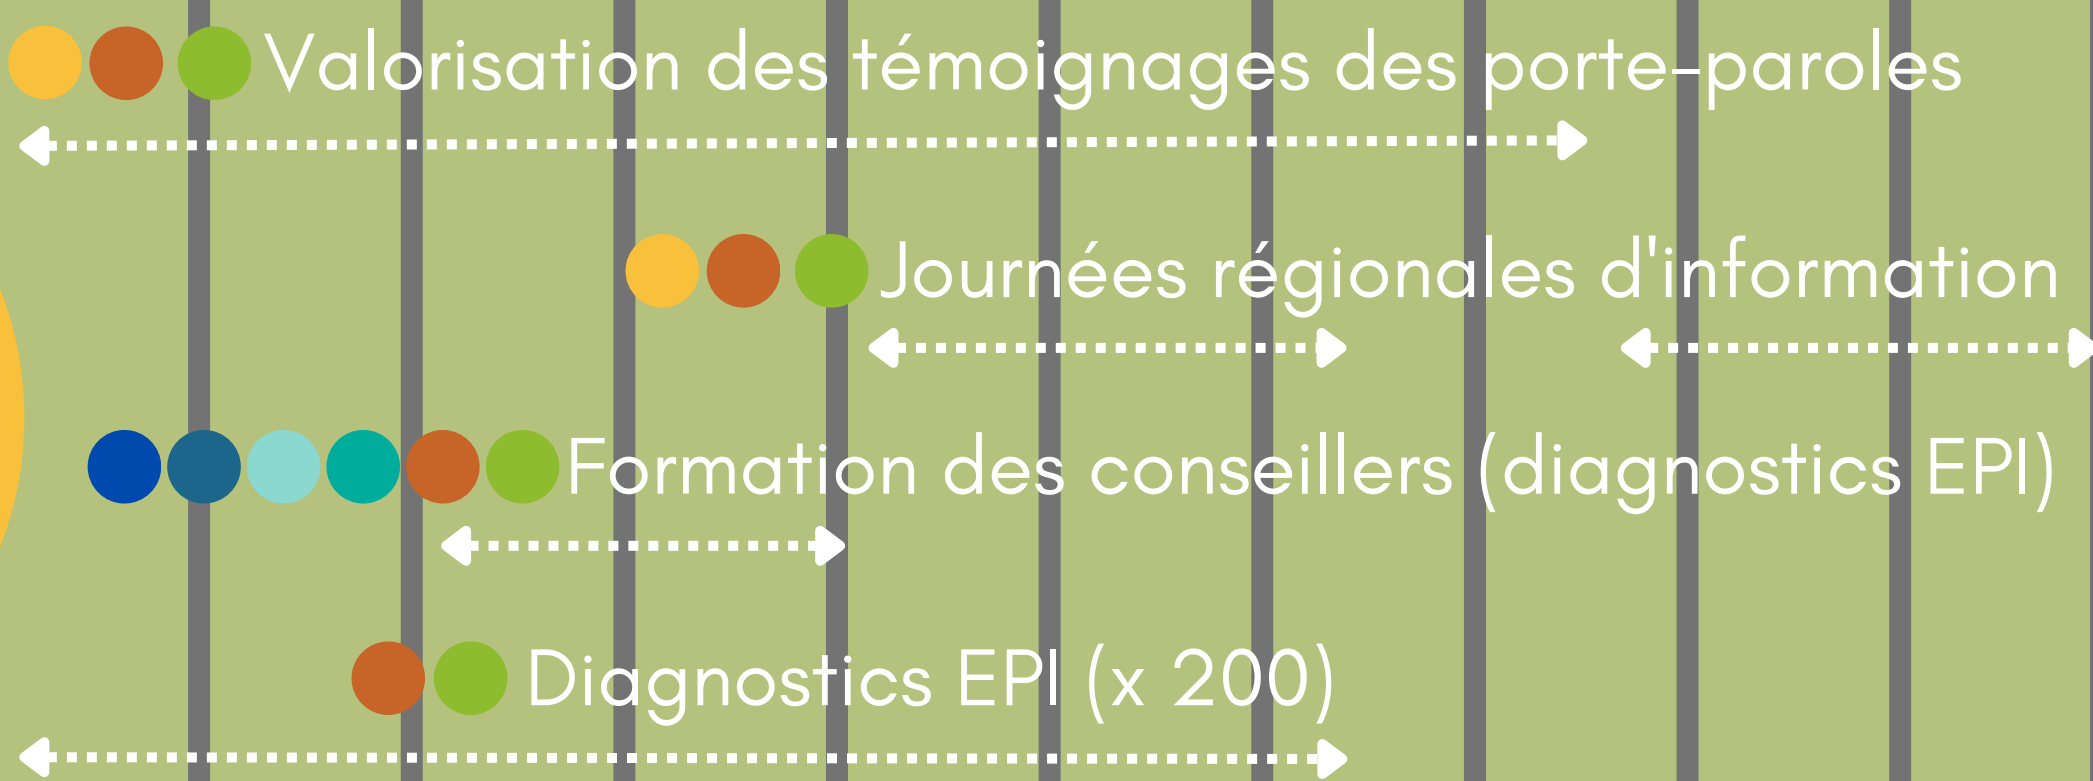 Valorisation des témoignages des porte-paroles
Journées régionales d'information
Formation des conseillers (diagnostics EPI)
Diagnostics EPI (x 200)